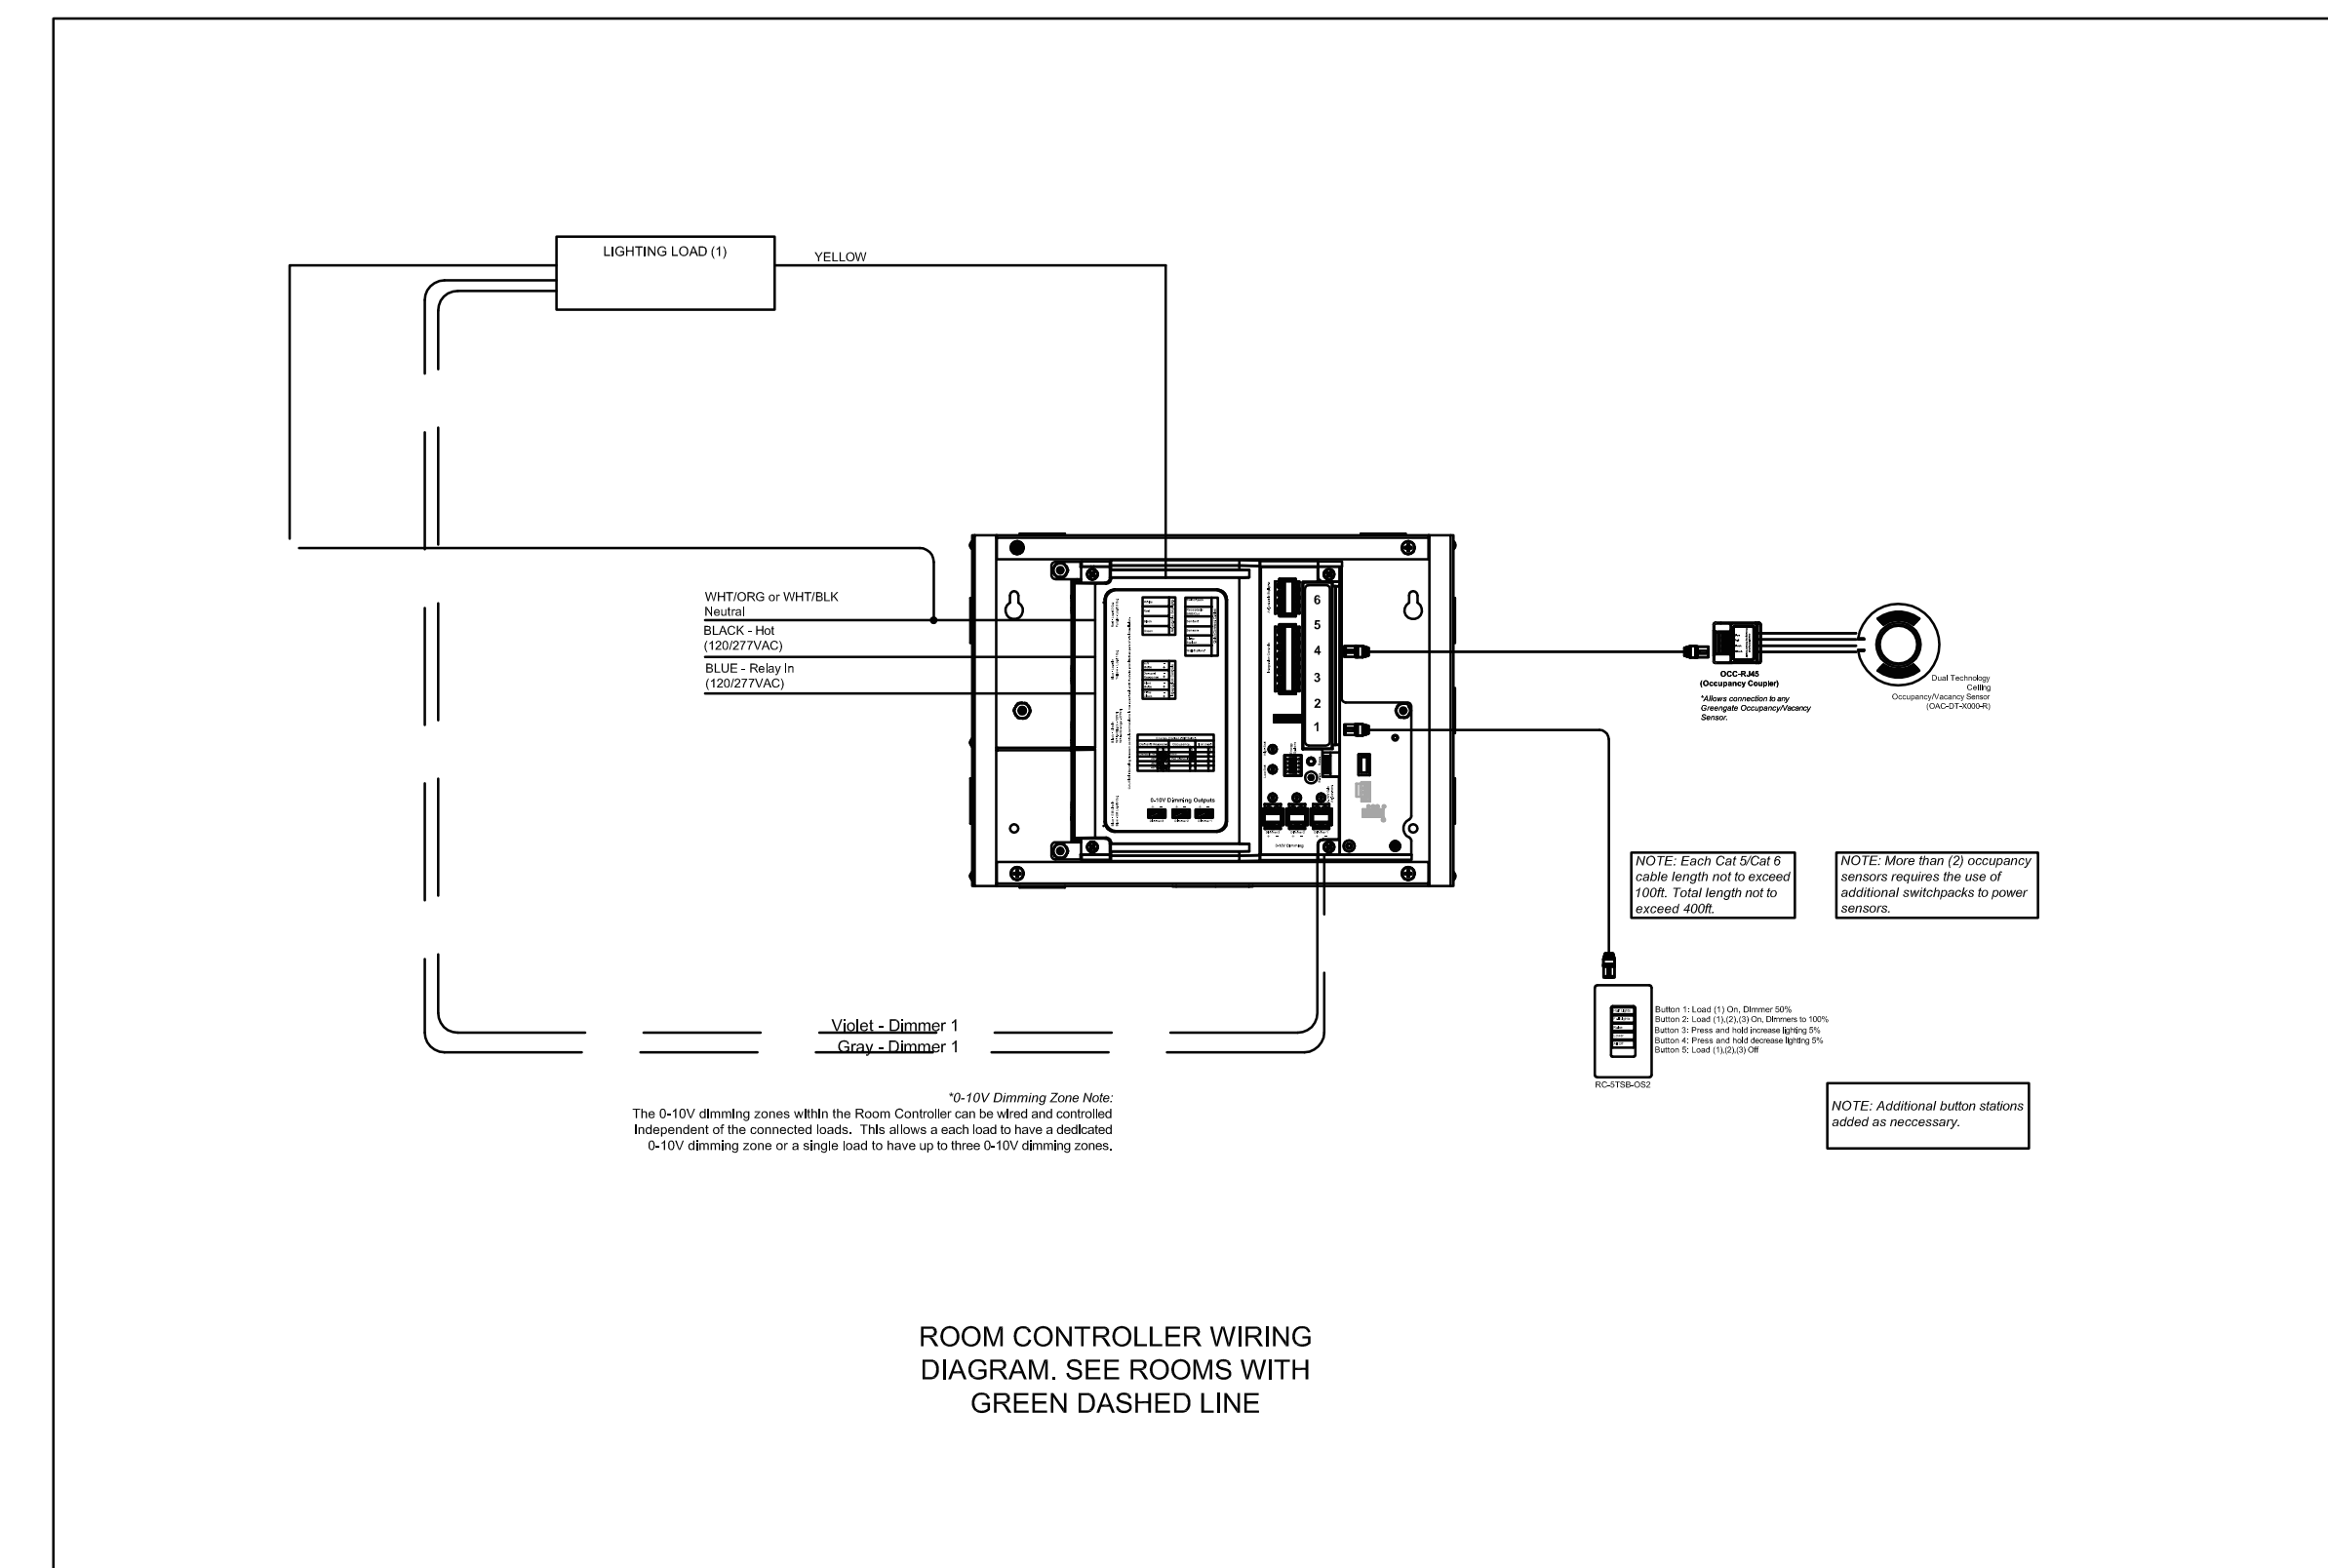 LIGHTING LOAD (1)
YELLOW
WHT/ORG or WHT/BLK
Neutral
BLACK - Hot
(120/277VAC)
BLUE - Relay In
(120/277VAC)
6
5
4
3
2
1
0-10V Dimming Outputs
0-10V Dimming
OCC-RJ45
(Occupancy Coupler)
*Allows connection to any
Greengate Occupancy/Vacancy
Sensor.
Dual Technology
Ceiling
Occupancy/Vacancy Sensor
(OAC-DT-X000-R)
NOTE: Each Cat 5/Cat 6
cable length not to exceed
100ft. Total length not to
exceed 400ft.
NOTE: More than (2) occupancy
sensors requires the use of
additional switchpacks to power
sensors.
Button 1: Load (1) On, Dimmer 50%
Button 2: Load (1),(2),(3) On, Dimmers to 100%
Button 3: Press and hold increase lighting 5%
Button 4: Press and hold decrease lighting 5%
Button 5: Load (1),(2),(3) Off
RC-5TSB-OS2
NOTE: Additional button stations
added as neccessary.
Violet - Dimmer 1
Gray - Dimmer 1
*0-10V Dimming Zone Note:
The 0-10V dimming zones within the Room Controller can be wired and controlled
Independent of the connected loads. This allows a each load to have a dedicated
0-10V dimming zone or a single load to have up to three 0-10V dimming zones.
ROOM CONTROLLER WIRING
DIAGRAM. SEE ROOMS WITH
GREEN DASHED LINE